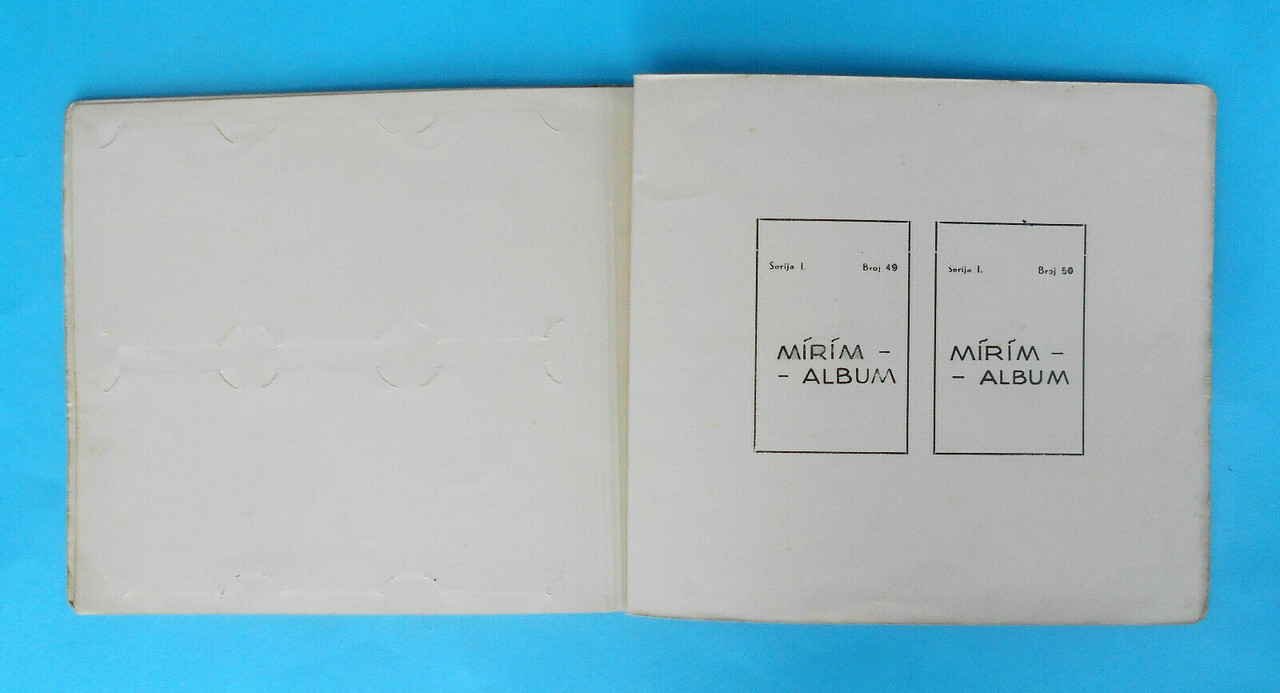 Serija I. Broj 49
MÍRÍM –
– ALBUM
Serija I. Broj 50
MÍRÍM –
– ALBUM